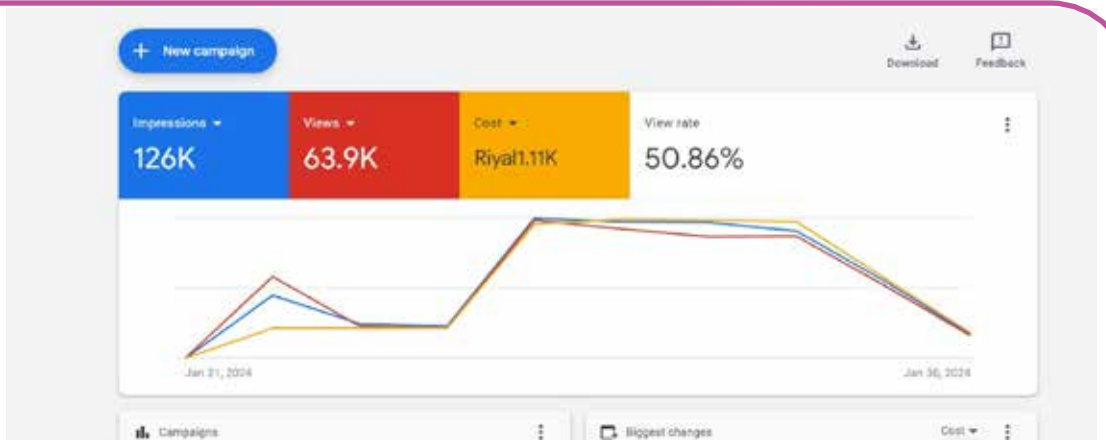 + New campaign
Download
Feedback
Impressions
Views
Cost
View rate
126K
63.9K
Riyal1.11K
50.86%
Jan 21, 2024
Jan 30, 2024
Campaigns
Biggest changes
Cost